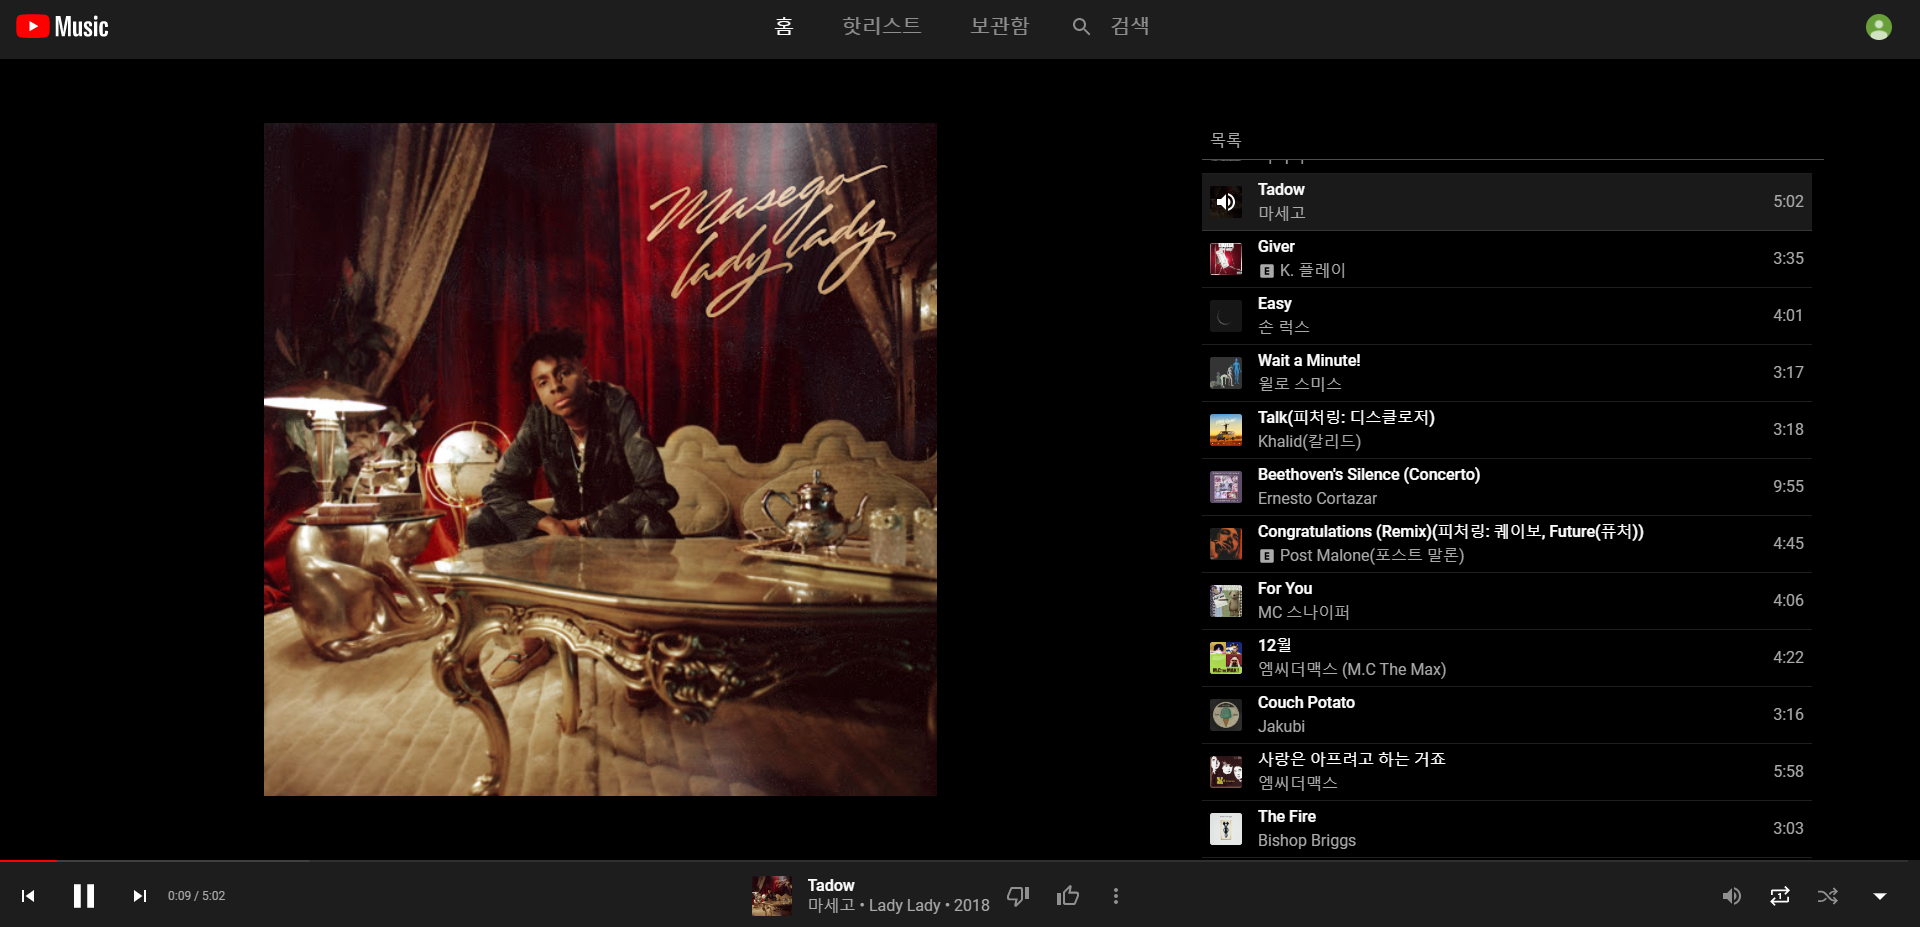 Music
홈
핫리스트
보관함
검색
Masego
lady lady
목록
Tadow
마세고
5:02
Giver
E K. 플레이
3:35
Easy
손 럭스
4:01
Wait a Minute!
윌로 스미스
3:17
Talk(피처링: 디스클로저)
Khalid(칼리드)
3:18
Beethoven's Silence (Concerto)
Ernesto Cortazar
9:55
Congratulations (Remix)(피처링: 퀘이보, Future(퓨처))
E Post Malone(포스트 말론)
4:45
For You
MC 스나이퍼
4:06
12월
엠씨더맥스 (M.C The Max)
4:22
Couch Potato
Jakubi
3:16
사랑은 아프려고 하는 거죠
엠씨더맥스
5:58
The Fire
Bishop Briggs
3:03
0:09 / 5:02
Tadow
마세고 • Lady Lady • 2018
1